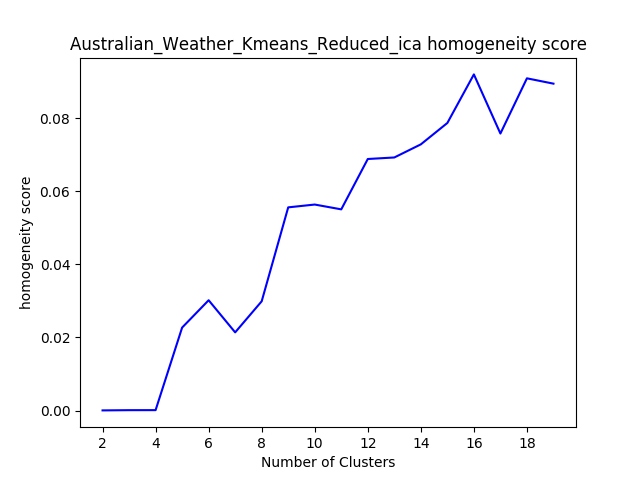 Australian_Weather_Kmeans_Reduced_ica homogeneity score
homogeneity score
0.08
0.06
0.04
0.02
0.00
2 4 6 8 10 12 14 16 18
Number of Clusters